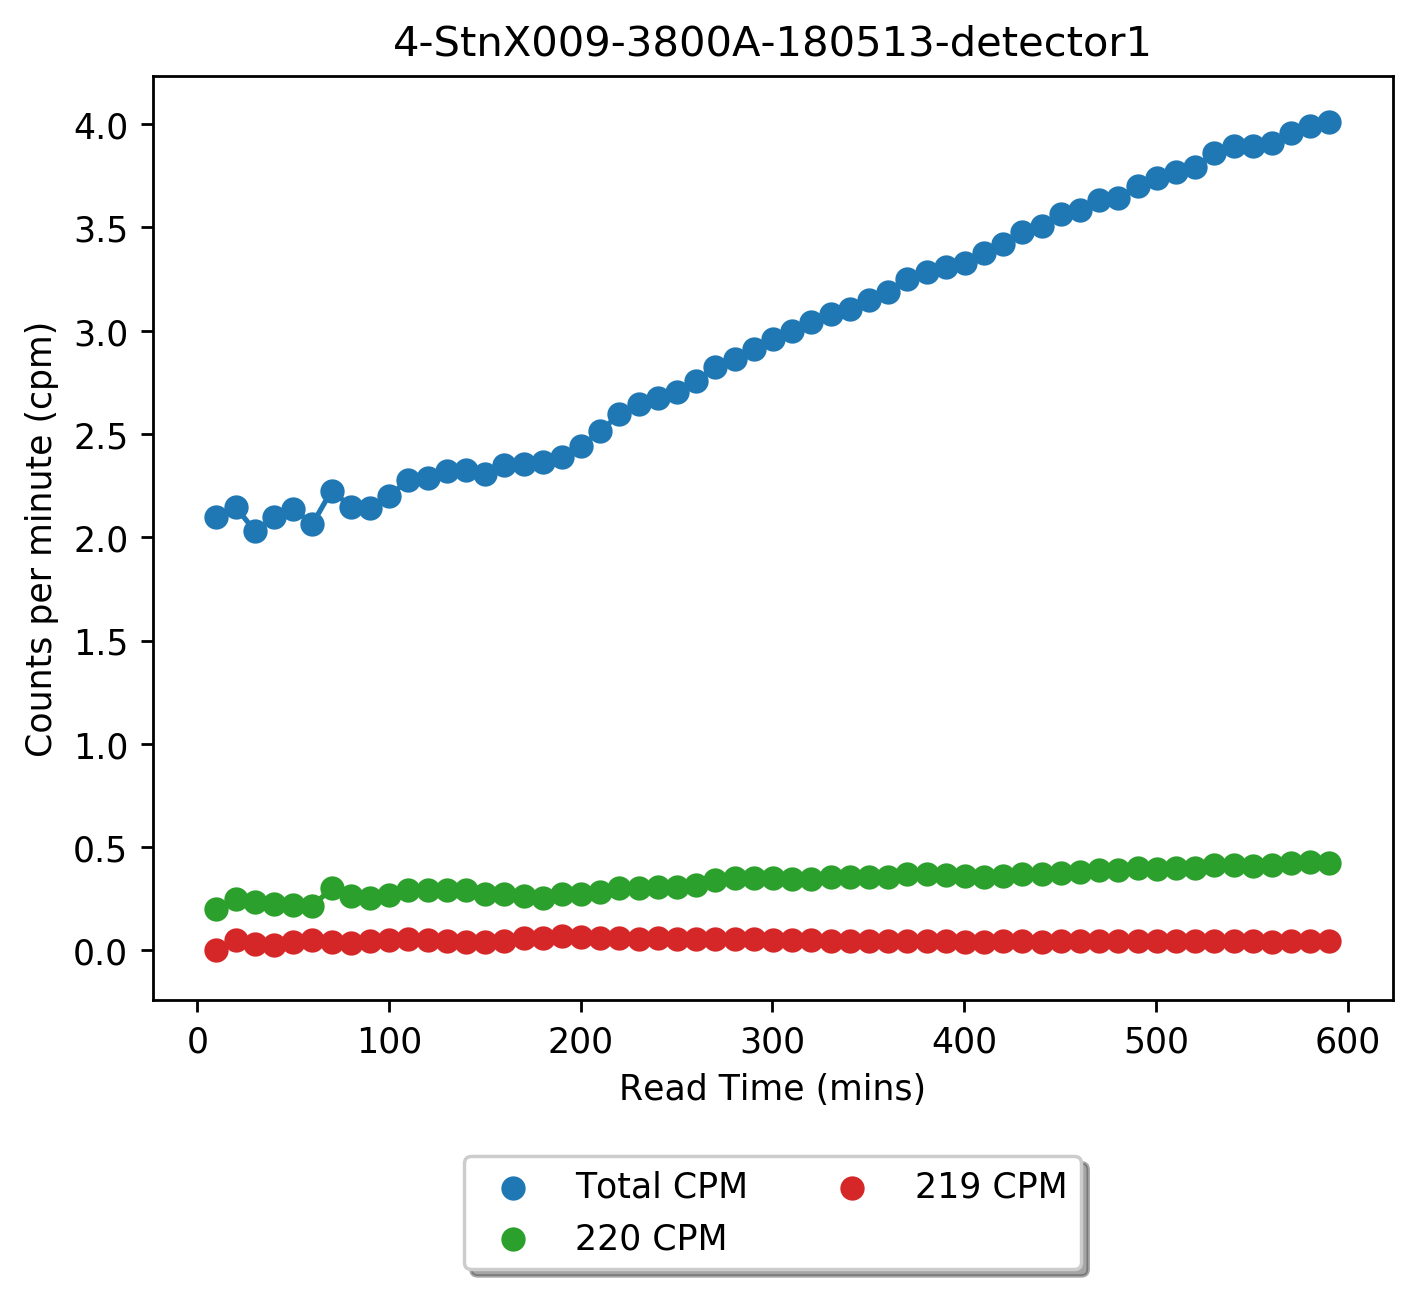 4-StnX009-3800A-180513-detector1
Counts per minute (cpm)
4.0
3.5
3.0
2.5
2.0
1.5
1.0
0.5
0.0
0 100 200 300 400 500 600
Read Time (mins)
Total CPM 219 CPM
220 CPM